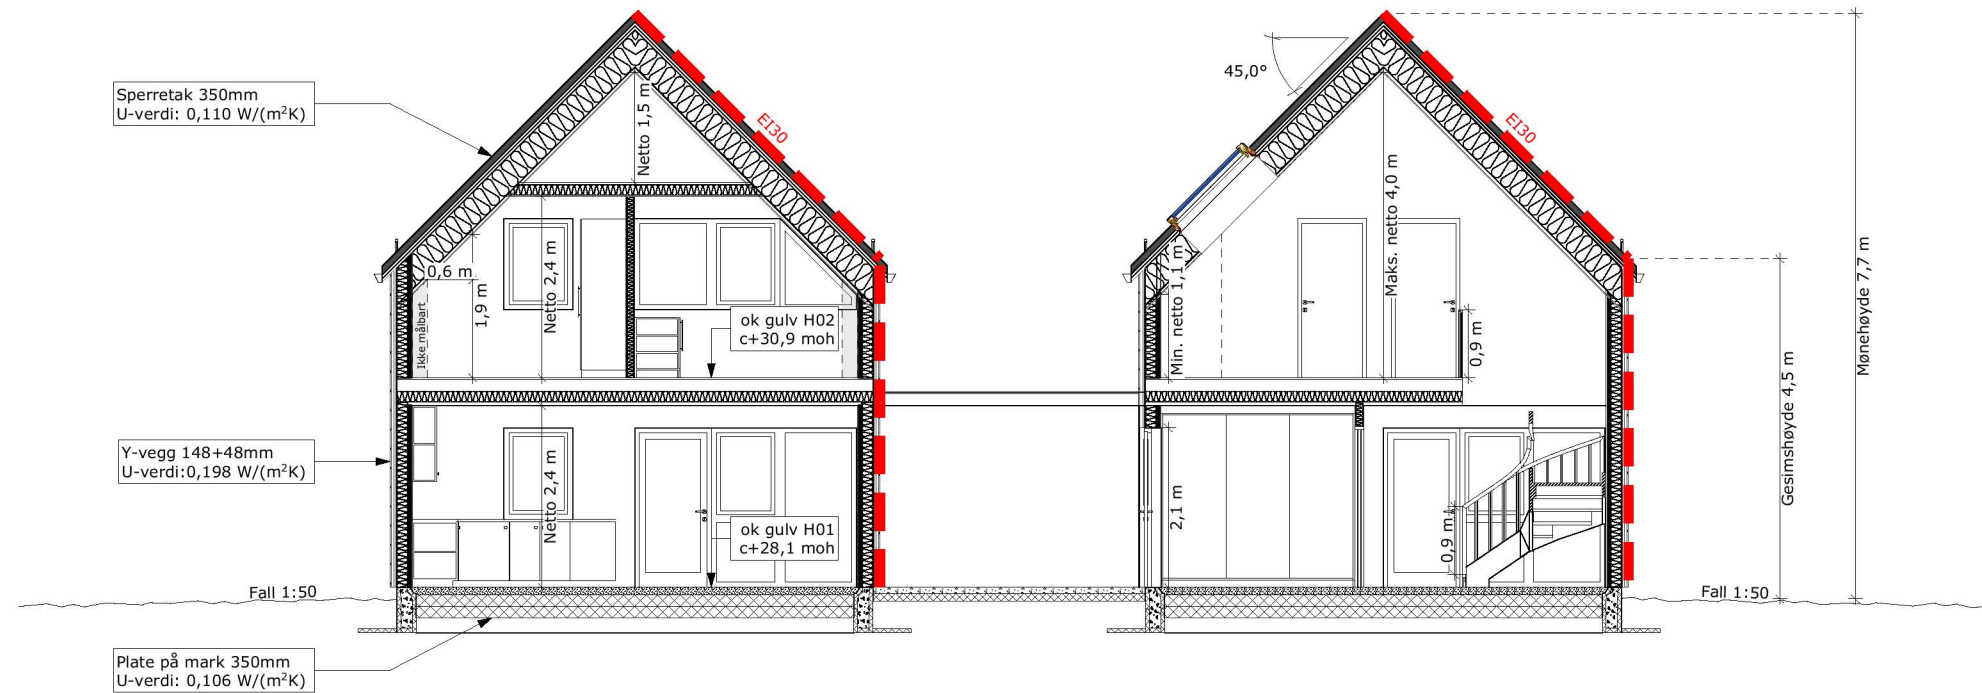 Sperretak 350mm
U-verdi: 0,110 W/(m²K)
Netto 1,5 m
EI30
45,0°
EI30
Maks. netto 4,0 m
Mønehøyde 7,7 m
0,6 m
Ikke målbart
1,9 m
Netto 2,4 m
ok gulv H02
c+30,9 moh
Min. netto 1,1 m
0,9 m
Gesimshøyde 4,5 m
Y-vegg 148+48mm
U-verdi:0,198 W/(m²K)
Netto 2,4 m
ok gulv H01
c+28,1 moh
2,1 m
0,9 m
Fall 1:50
Fall 1:50
Plate på mark 350mm
U-verdi: 0,106 W/(m²K)